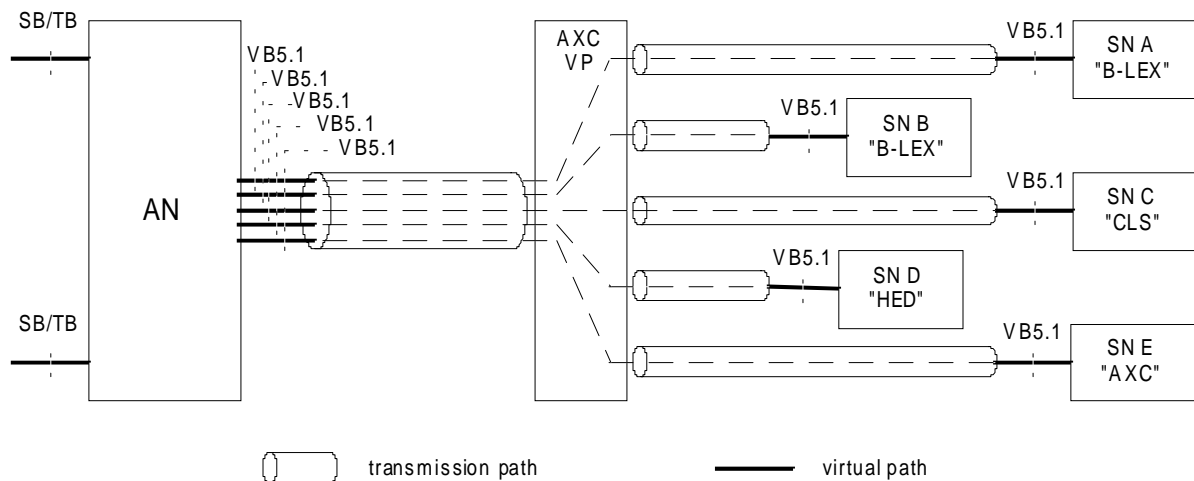 SB/TB
AN
SB/TB
VB5.1
VB5.1
VB5.1
VB5.1
VB5.1
AXC
VP
VB5.1
SN A
"B-LEX"
VB5.1
SN B
"B-LEX"
VB5.1
SN C
"CLS"
VB5.1
SN D
"HED"
VB5.1
SN E
"AXC"
transmission path
virtual path